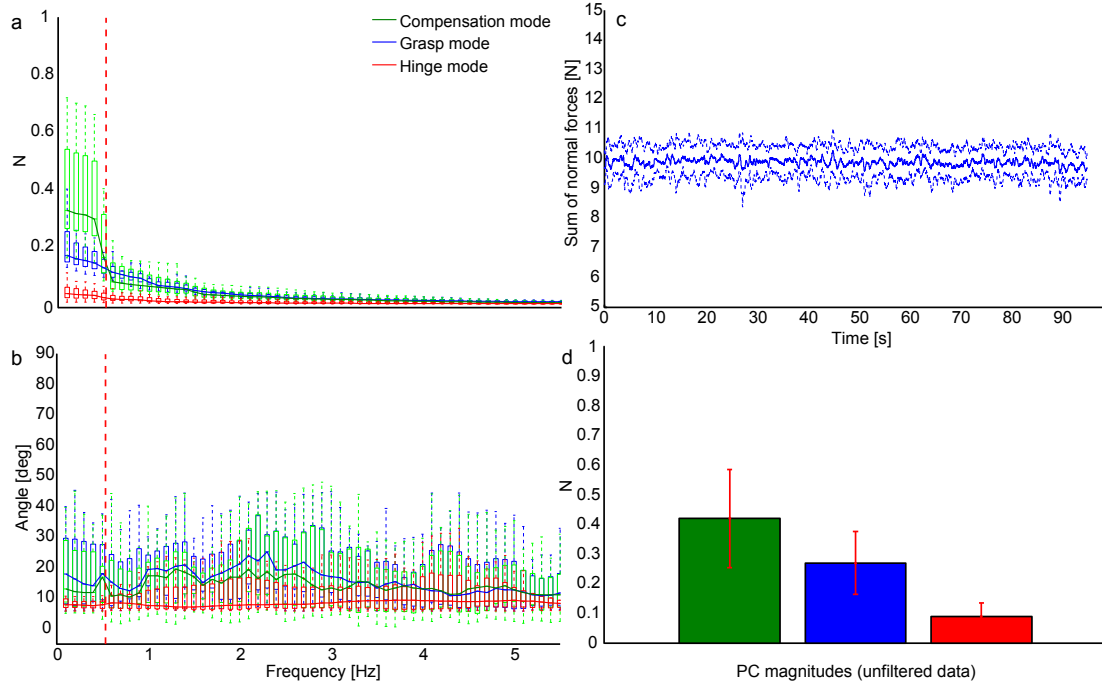 a
1
0.8
0.6
0.4
0.2
0
N
Compensation mode
Grasp mode
Hinge mode
c
15
14
13
12
11
10
9
8
7
6
5
Sum of normal forces [N]
0 10 20 30 40 50 60 70 80 90
Time [s]
b
90
80
70
60
50
40
30
20
10
0
Angle [deg]
0 1 2 3 4 5
Frequency [Hz]
d
1
0.9
0.8
0.7
0.6
0.5
0.4
0.3
0.2
0.1
0
N
PC magnitudes (unfiltered data)